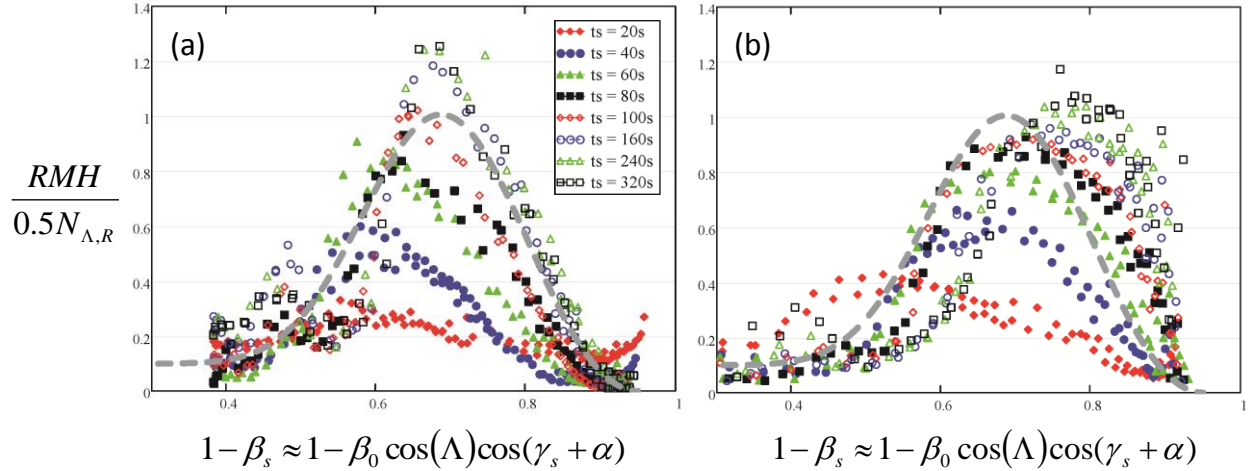 (a)
(b)
RMH
0.5N_{Λ,R}
1.4
1.2
1
0.8
0.6
0.4
0.2
0
0.4
0.6
0.8
1
ts = 20s
ts = 40s
ts = 60s
ts = 80s
ts = 100s
ts = 160s
ts = 240s
ts = 320s
1.4
1.2
1
0.8
0.6
0.4
0.2
0
0.4
0.6
0.8
1
1−β_s ≈ 1−β_0 cos(Λ)cos(γ_s + α)
1−β_s ≈ 1−β_0 cos(Λ)cos(γ_s + α)